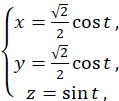 x = √2/2 cos t,
y = √2/2 cos t,
z = sin t,